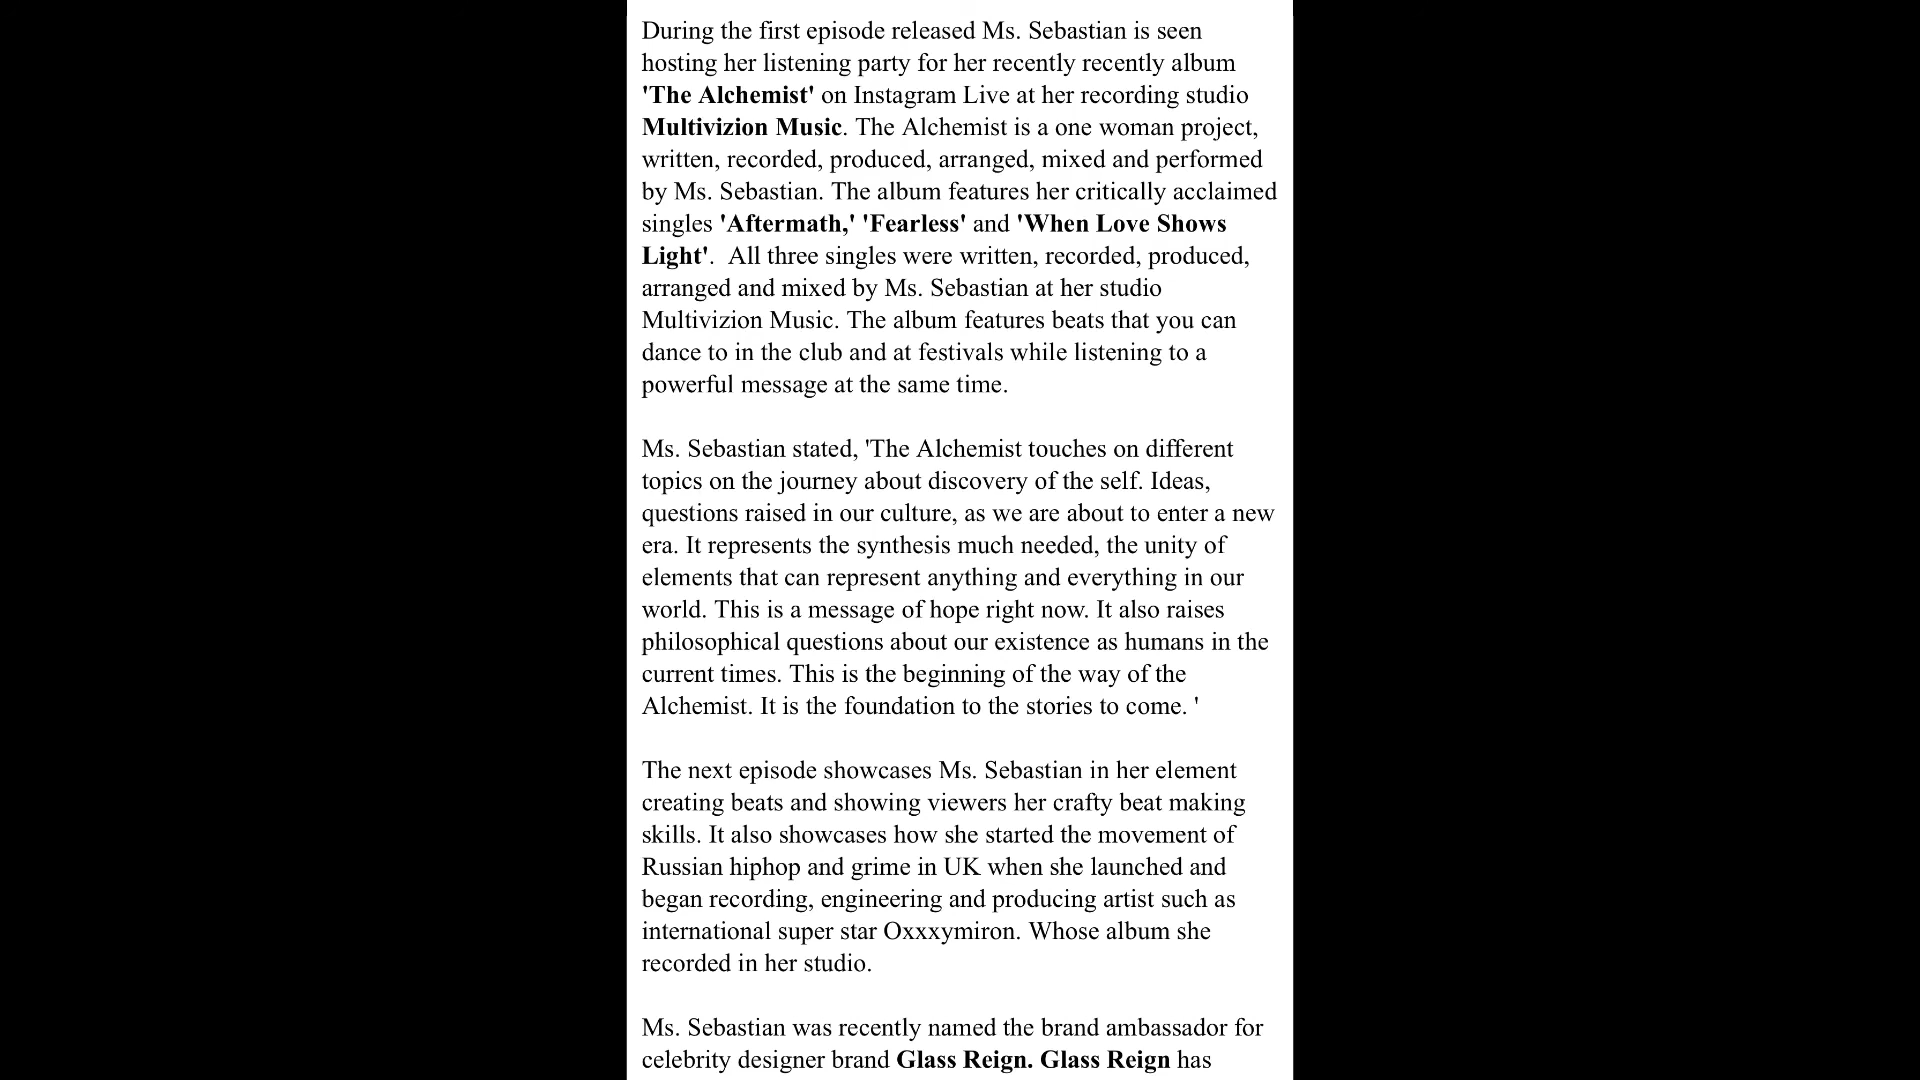 During the first episode released Ms. Sebastian is seen
hosting her listening party for her recently recently album
'The Alchemist' on Instagram Live at her recording studio
Multivizion Music. The Alchemist is a one woman project,
written, recorded, produced, arranged, mixed and performed
by Ms. Sebastian. The album features her critically acclaimed
singles 'Aftermath,' 'Fearless' and 'When Love Shows
Light'.  All three singles were written, recorded, produced,
arranged and mixed by Ms. Sebastian at her studio
Multivizion Music. The album features beats that you can
dance to in the club and at festivals while listening to a
powerful message at the same time.
Ms. Sebastian stated, 'The Alchemist touches on different
topics on the journey about discovery of the self. Ideas,
questions raised in our culture, as we are about to enter a new
era. It represents the synthesis much needed, the unity of
elements that can represent anything and everything in our
world. This is a message of hope right now. It also raises
philosophical questions about our existence as humans in the
current times. This is the beginning of the way of the
Alchemist. It is the foundation to the stories to come. '
The next episode showcases Ms. Sebastian in her element
creating beats and showing viewers her crafty beat making
skills. It also showcases how she started the movement of
Russian hiphop and grime in UK when she launched and
began recording, engineering and producing artist such as
international super star Oxxxymiron. Whose album she
recorded in her studio.
Ms. Sebastian was recently named the brand ambassador for
celebrity designer brand Glass Reign. Glass Reign has